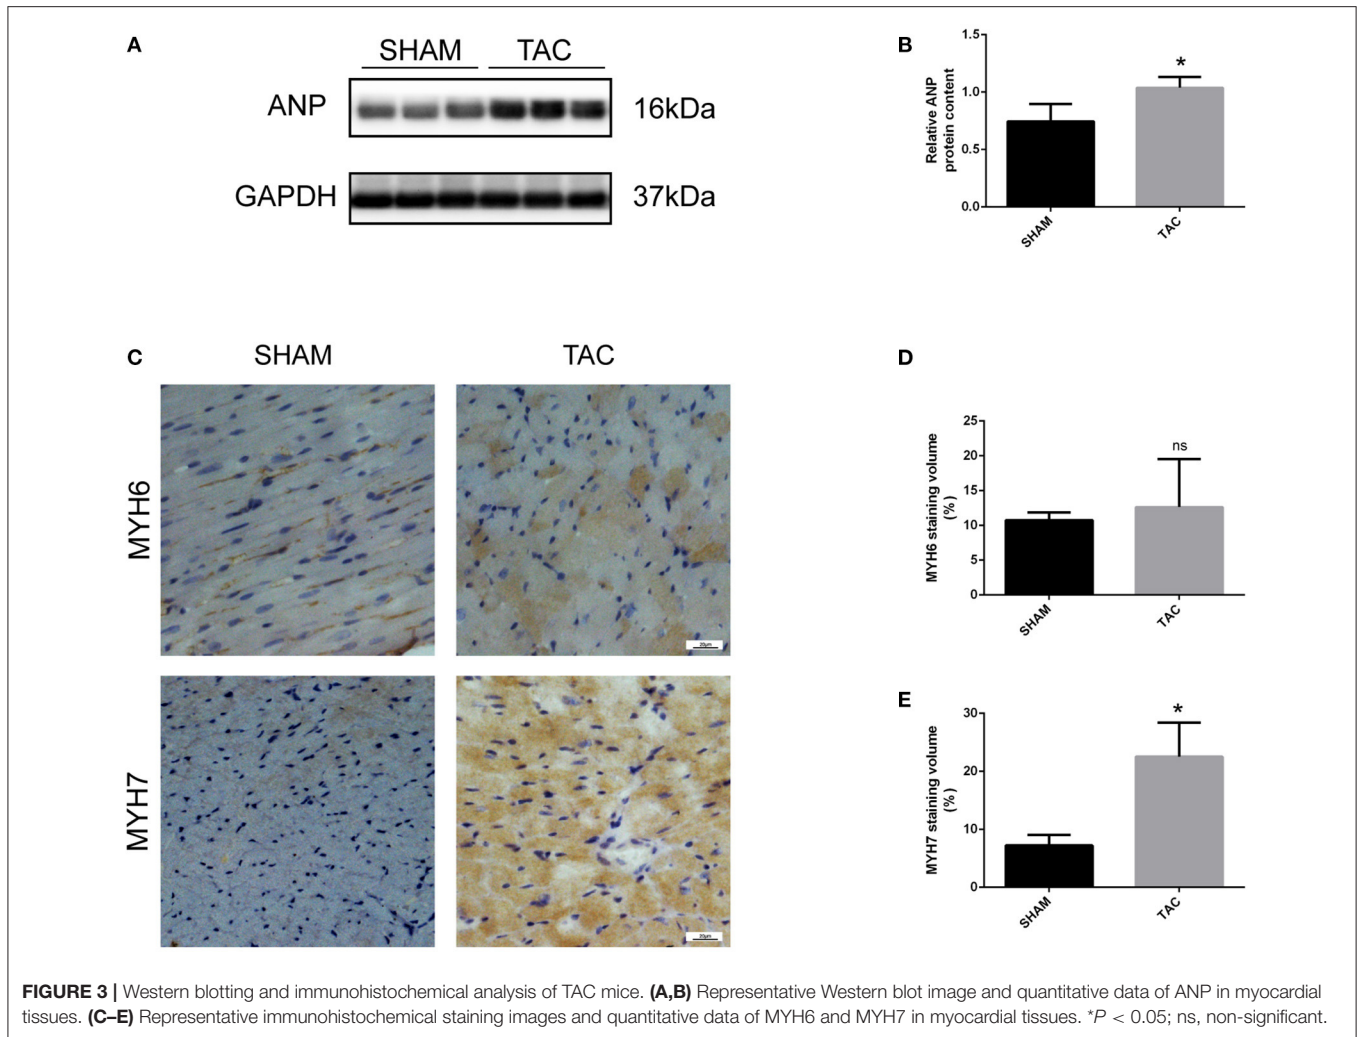 A
SHAM TAC
ANP 16kDa
GAPDH 37kDa
B
Relative ANP
protein content
1.5
1.0
0.5
0.0
*
SHAM TAC
C
SHAM TAC
MYH6
20µm
MYH7
20µm
D
MYH6 staining volume
(%)
25
20
15
10
5
0
ns
SHAM TAC
E
MYH7 staining volume
(%)
30
20
10
0
*
SHAM TAC
FIGURE 3 | Western blotting and immunohistochemical analysis of TAC mice. (A,B) Representative Western blot image and quantitative data of ANP in myocardial
tissues. (C–E) Representative immunohistochemical staining images and quantitative data of MYH6 and MYH7 in myocardial tissues. *P < 0.05; ns, non-significant.